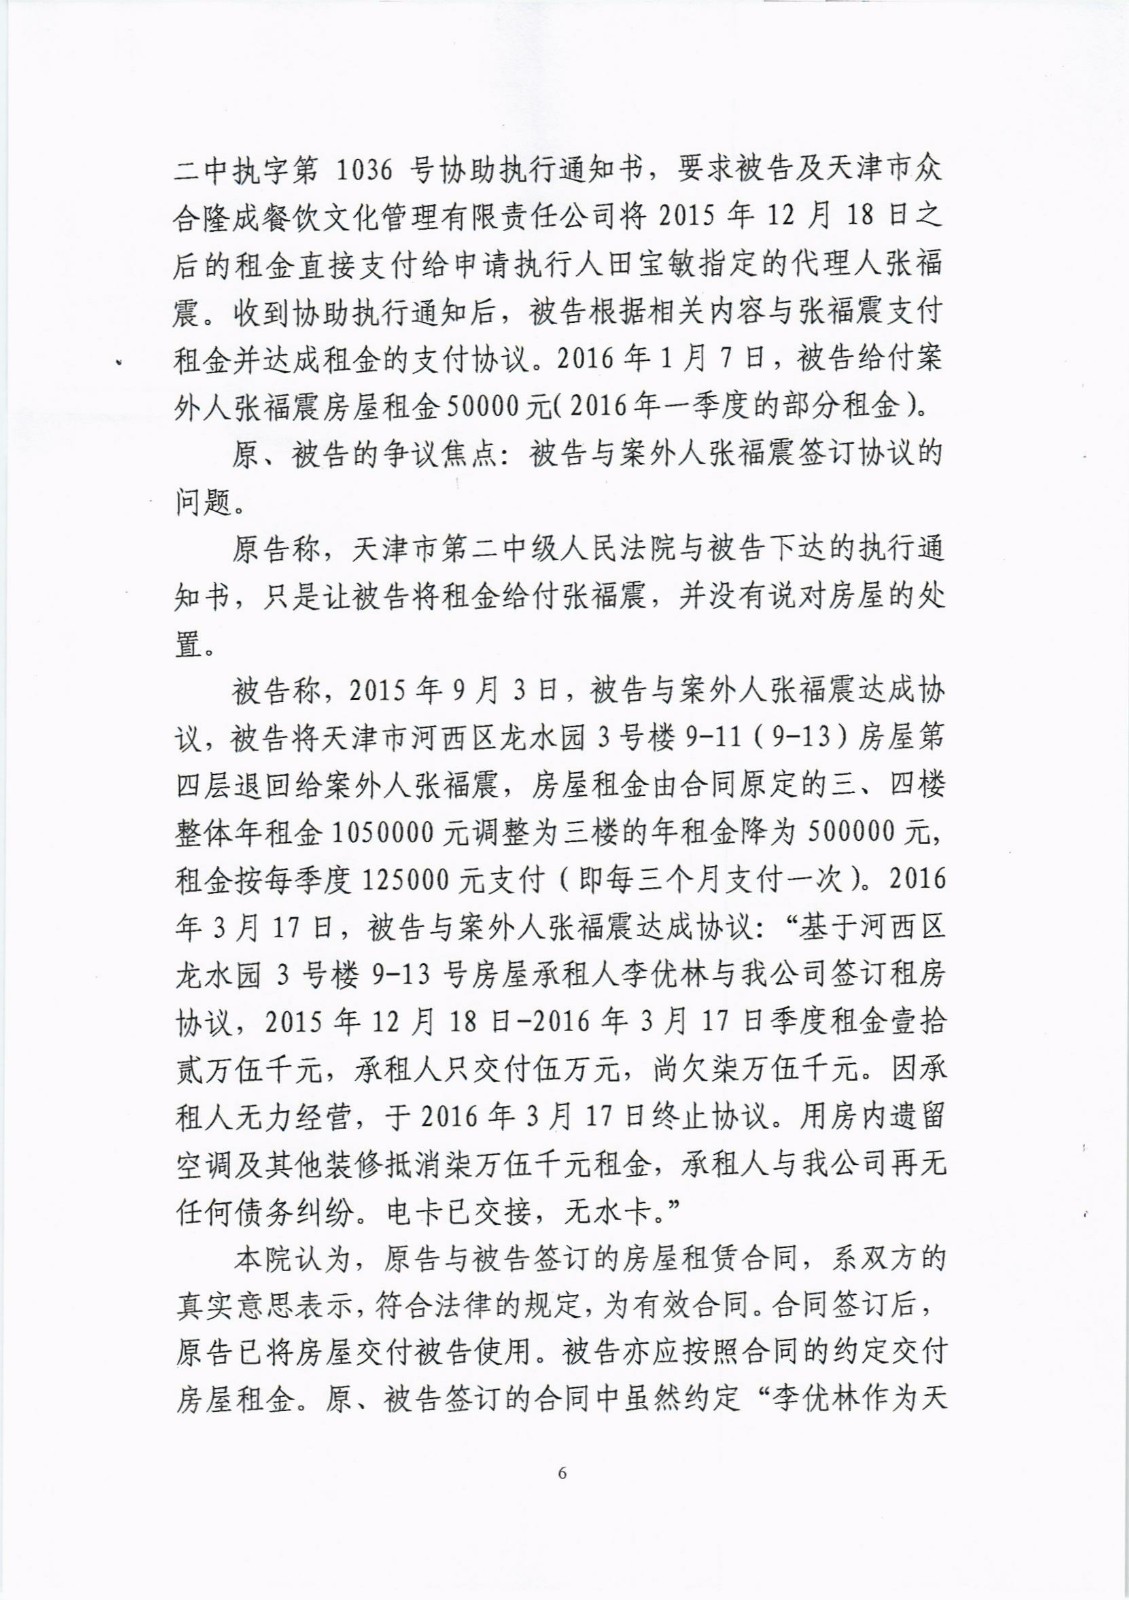 二中执字第 1036 号协助执行通知书，要求被告及天津市众
合隆成餐饮文化管理有限责任公司将 2015 年 12 月 18 日之
后的租金直接支付给申请执行人田宝敏指定的代理人张福
震。收到协助执行通知后，被告根据相关内容与张福震支付
租金并达成租金的支付协议。2016 年 1 月 7 日，被告给付案
外人张福震房屋租金 50000 元（2016 年一季度的部分租金）。
原、被告的争议焦点：被告与案外人张福震签订协议的
问题。
原告称，天津市第二中级人民法院与被告下达的执行通
知书，只是让被告将租金给付张福震，并没有说对房屋的处
置。
被告称，2015 年 9 月 3 日，被告与案外人张福震达成协
议，被告将天津市河西区龙水园 3 号楼 9-11（9-13）房屋第
四层退回给案外人张福震，房屋租金由合同原定的三、四楼
整体年租金 1050000 元调整为三楼的年租金降为 500000 元，
租金按每季度 125000 元支付（即每三个月支付一次）。2016
年 3 月 17 日，被告与案外人张福震达成协议：“基于河西区
龙水园 3 号楼 9-13 号房屋承租人李优林与我公司签订租房
协议，2015 年 12 月 18 日-2016 年 3 月 17 日季度租金壹拾
贰万伍千元，承租人只交付伍万元，尚欠柒万伍千元。因承
租人无力经营，于 2016 年 3 月 17 日终止协议。用房内遗留
空调及其他装修抵消柒万伍千元租金，承租人与我公司再无
任何债务纠纷。电卡已交接，无水卡。”
本院认为，原告与被告签订的房屋租赁合同，系双方的
真实意思表示，符合法律的规定，为有效合同。合同签订后，
原告已将房屋交付被告使用。被告亦应按照合同的约定交付
房屋租金。原、被告签订的合同中虽然约定“李优林作为天
6